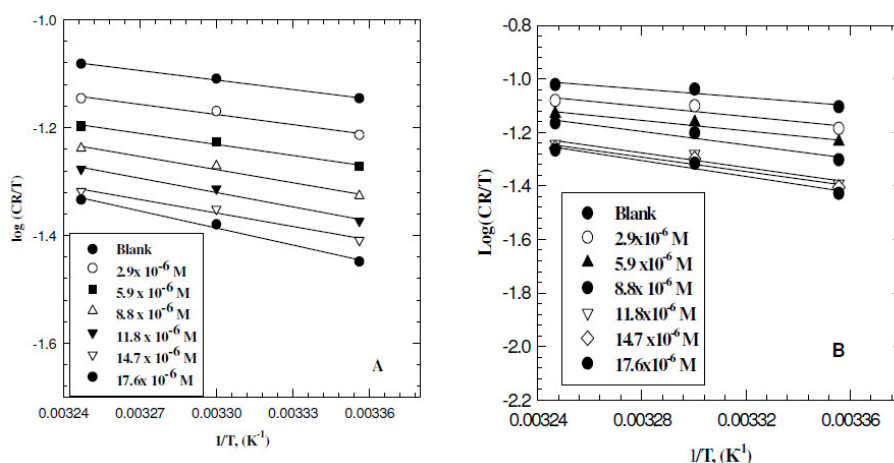 -1.0
-1.2
-1.4
-1.6
log (CR/T)
Blank
2.9x 10-6 M
5.9 x 10-6 M
8.8 x 10-6 M
11.8 x 10-6 M
14.7 x 10-6 M
17.6x 10-6 M
A
0.00324 0.00327 0.00330 0.00333 0.00336
1/T, (K-1)
-0.8
-1.0
-1.2
-1.4
-1.6
-1.8
-2.0
-2.2
Log(CR/T)
Blank
2.9x10-6 M
5.9 x10-6 M
8.8 x10-6 M
11.8x10-6 M
14.7 x10-6 M
17.6x10-6 M
B
0.00324 0.00328 0.00332 0.00336
1/T, (K-1)